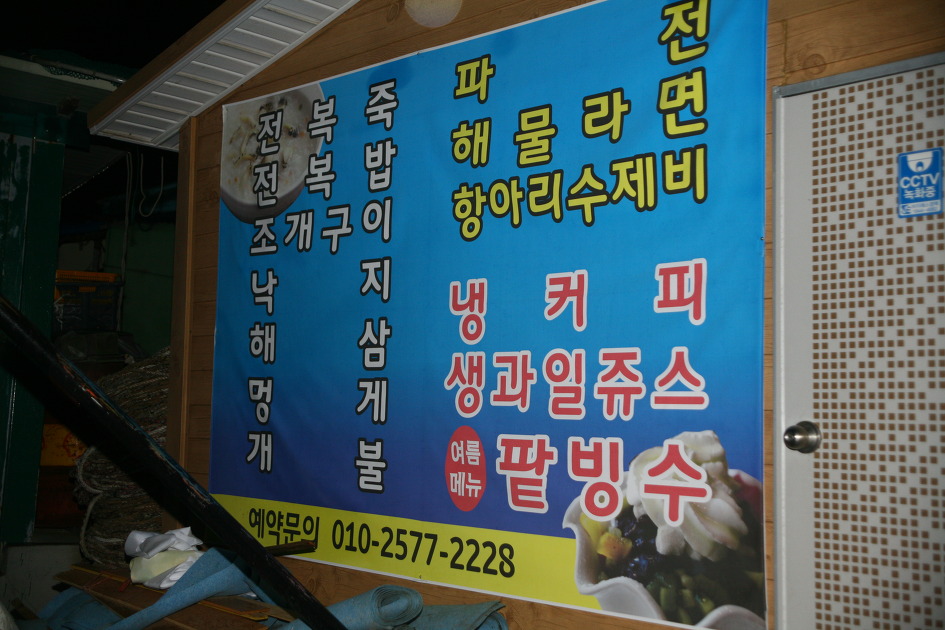 전복죽
전복밥
조개구이
낙지
해삼
멍게
개불
파전
해물라면
항아리수제비
냉커피
생과일쥬스
여름
메뉴
팥빙수
예약문의 010-2577-2228
CCTV
녹화중